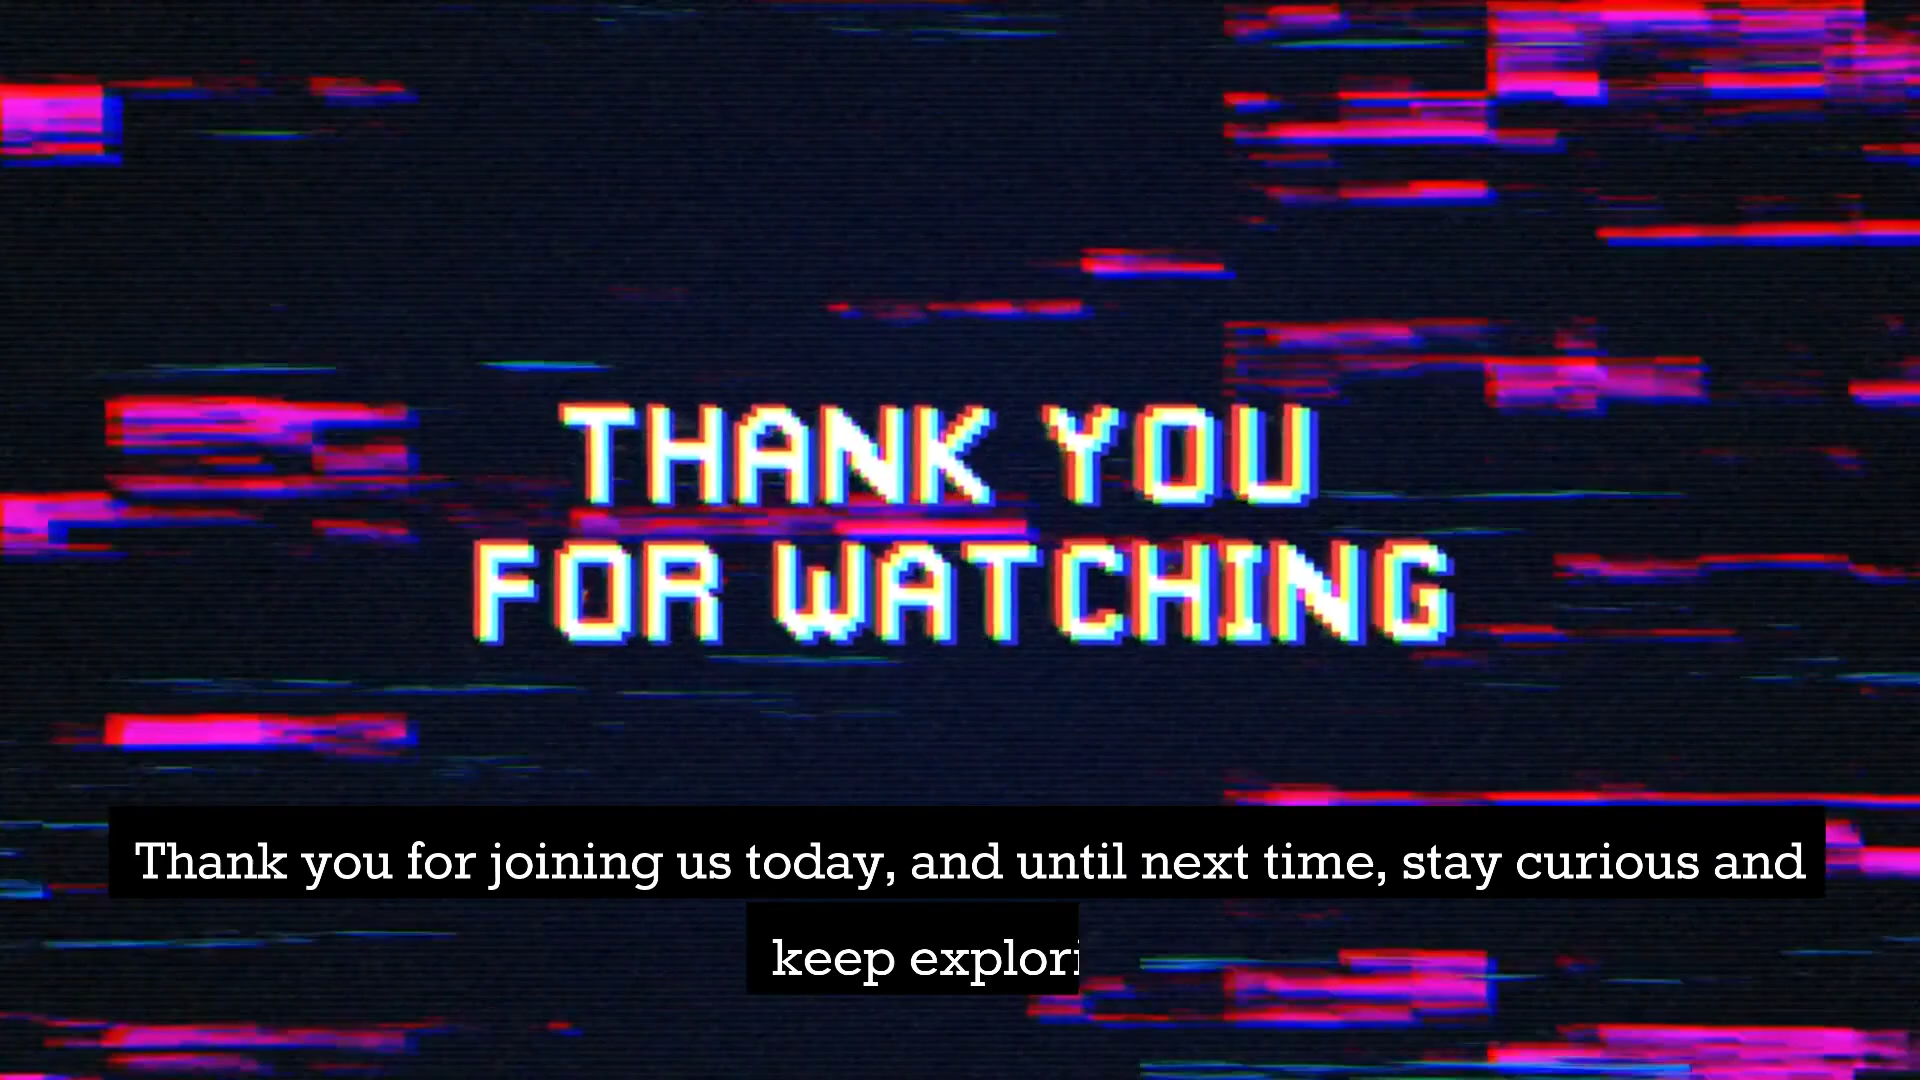 THANK YOU
FOR WATCHING
Thank you for joining us today, and until next time, stay curious and
keep explori